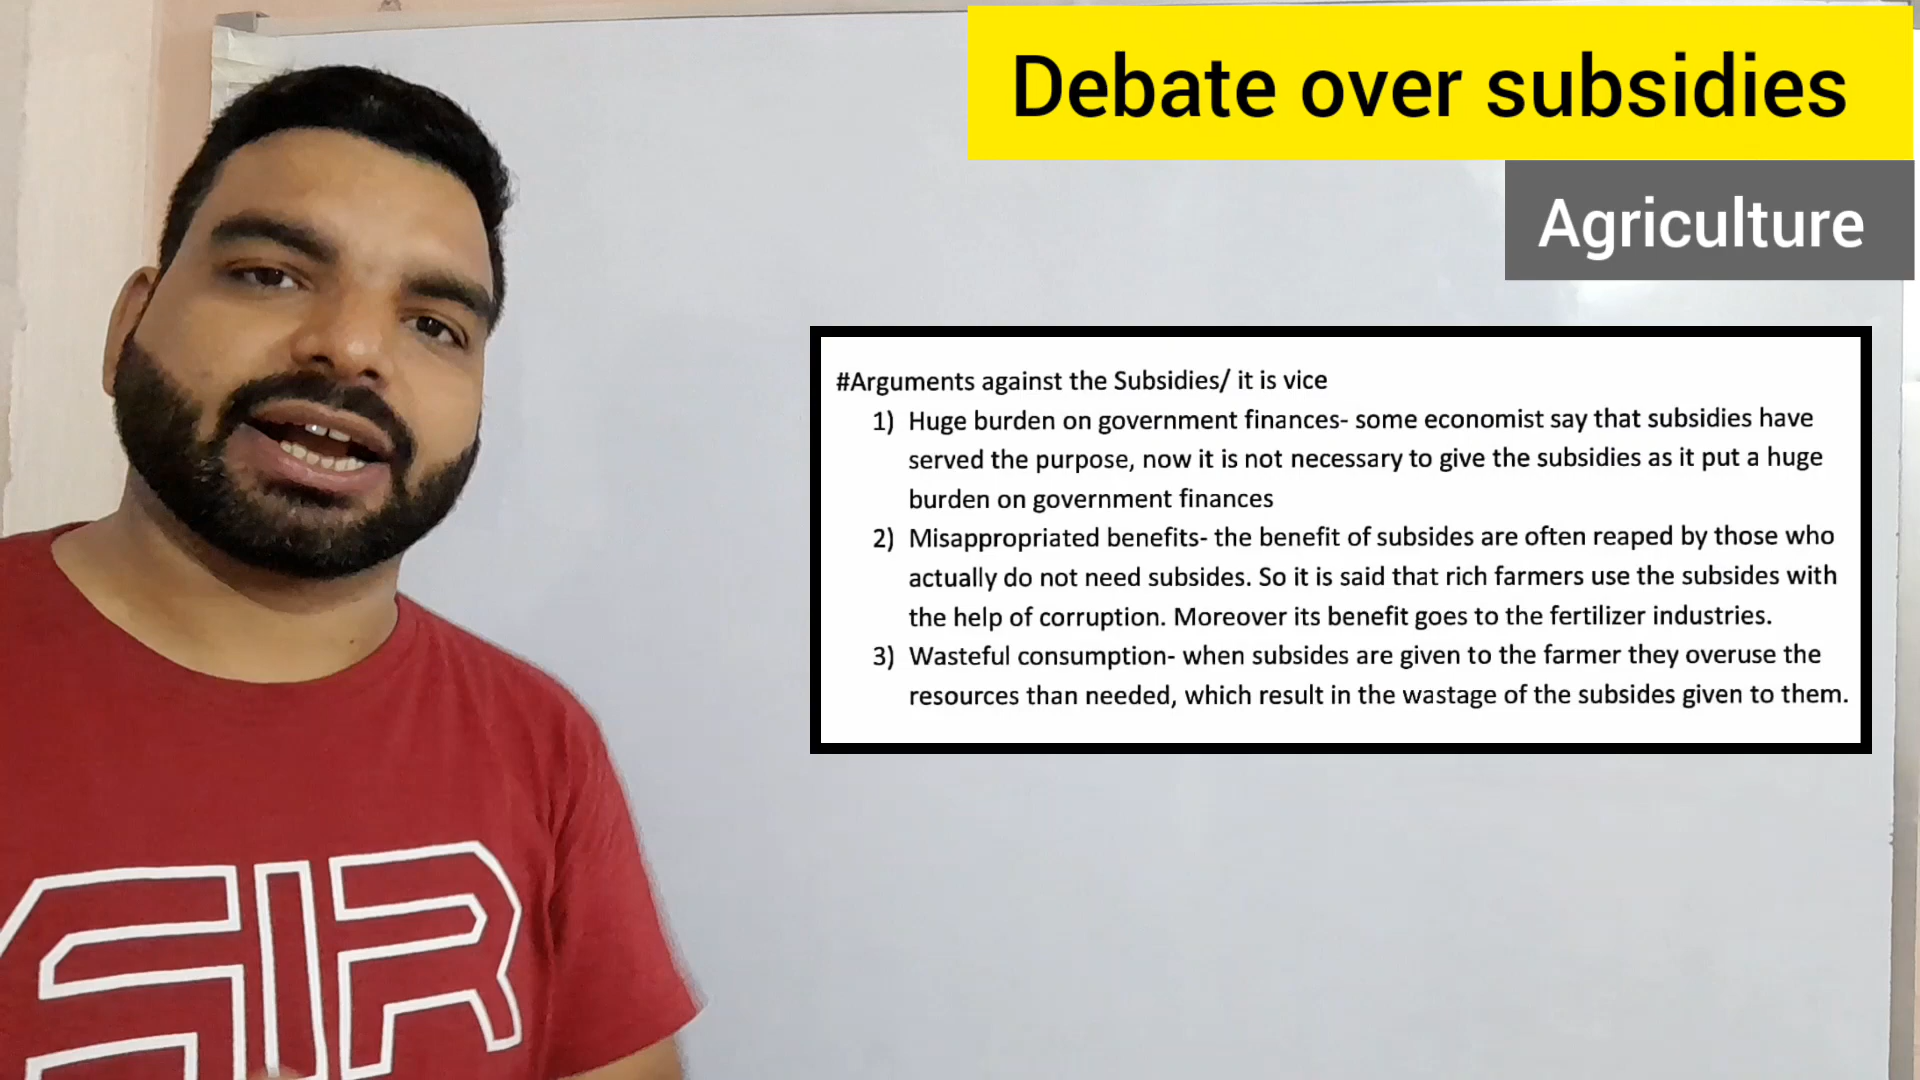 Debate over subsidies
Agriculture
#Arguments against the Subsidies/ it is vice
1) Huge burden on government finances- some economist say that subsidies have
served the purpose, now it is not necessary to give the subsidies as it put a huge
burden on government finances
2) Misappropriated benefits- the benefit of subsides are often reaped by those who
actually do not need subsides. So it is said that rich farmers use the subsides with
the help of corruption. Moreover its benefit goes to the fertilizer industries.
3) Wasteful consumption- when subsides are given to the farmer they overuse the
resources than needed, which result in the wastage of the subsides given to them.
SIR